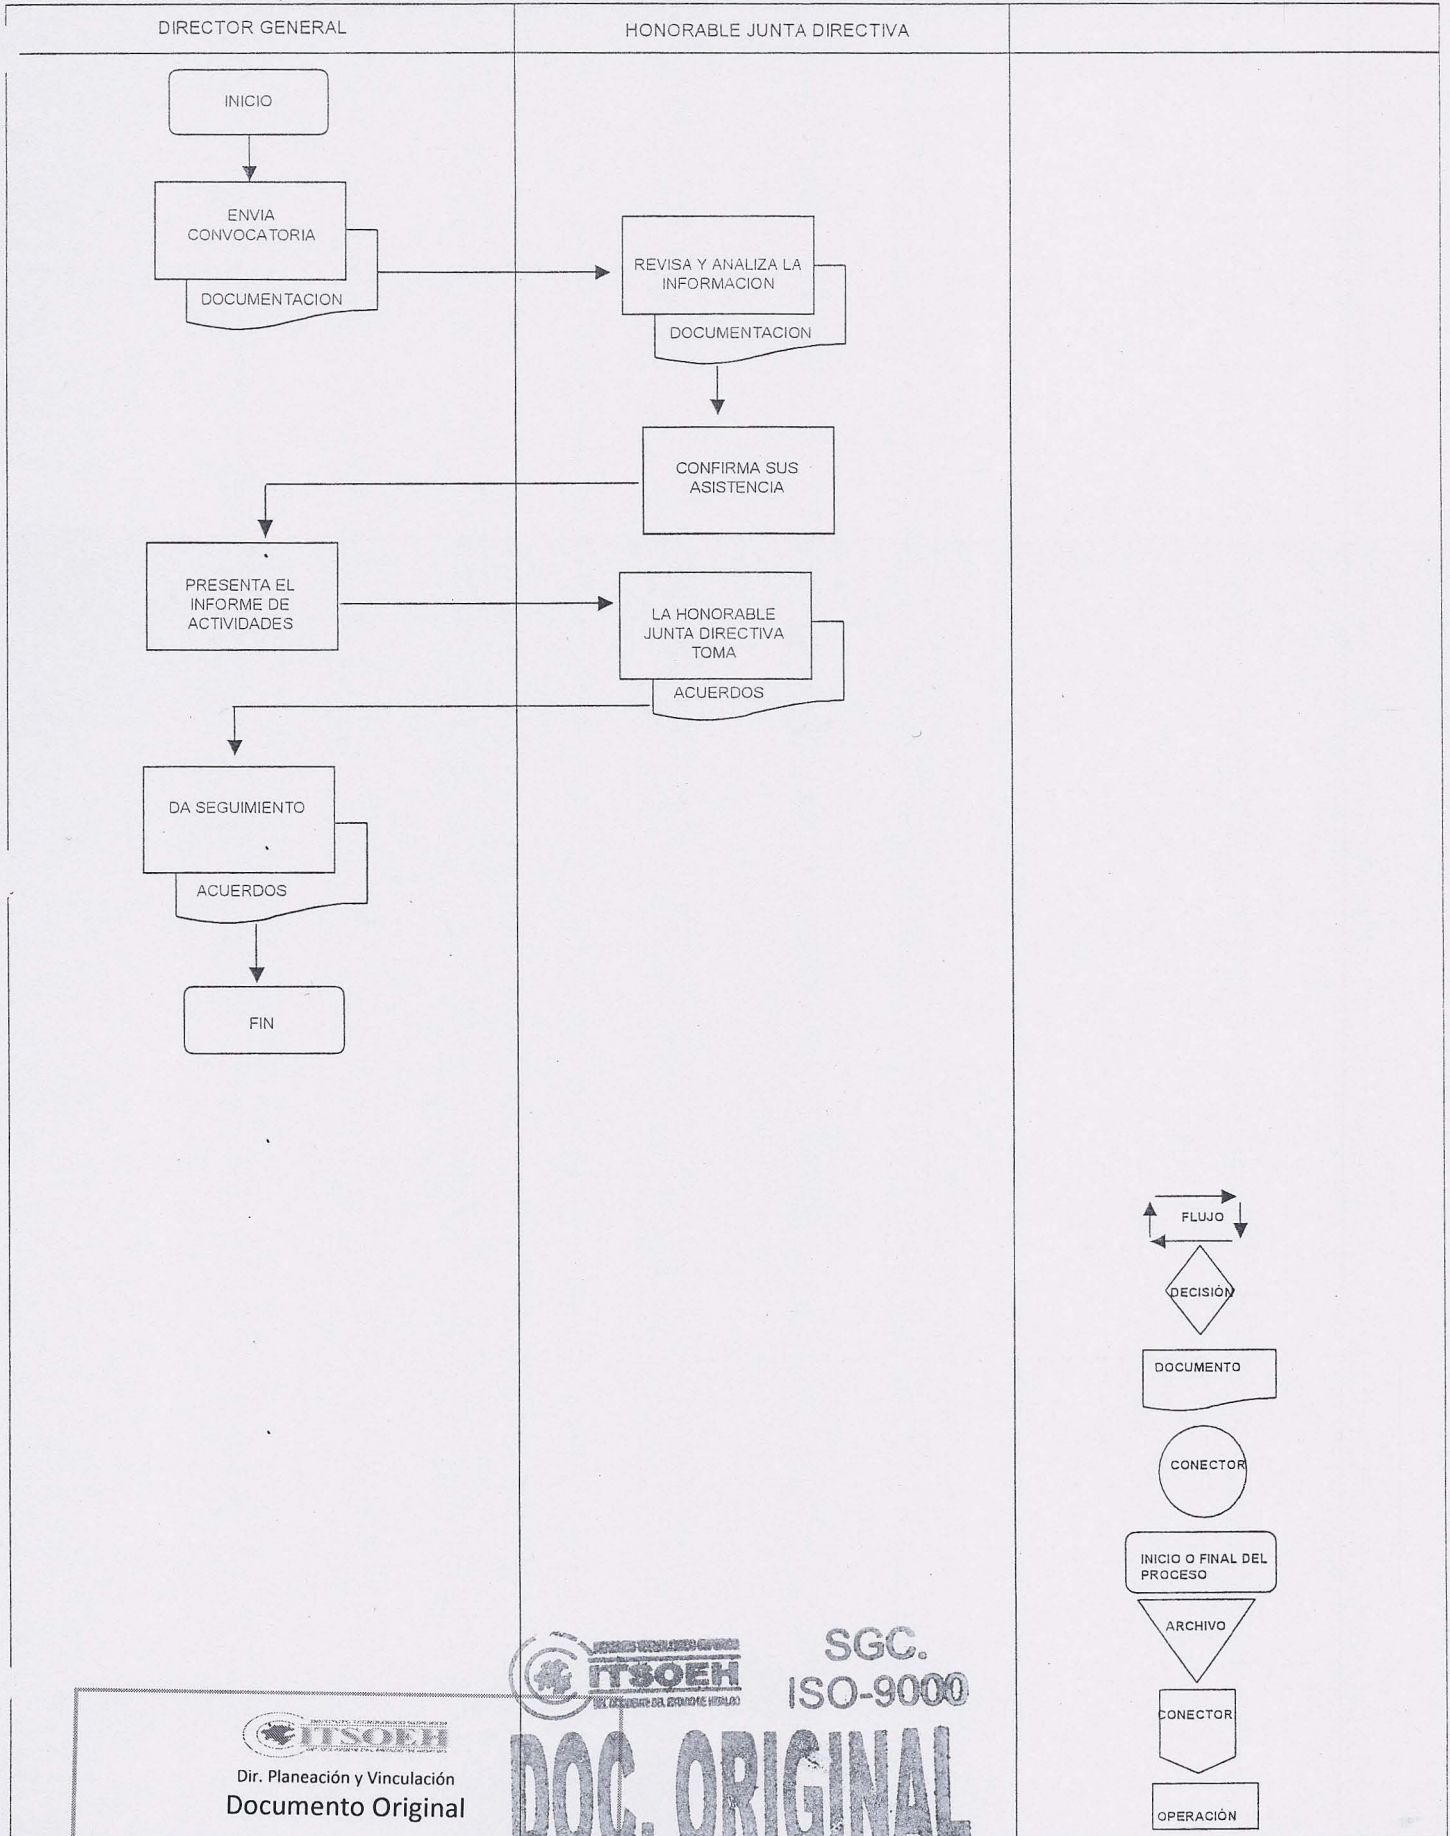 DIRECTOR GENERAL
HONORABLE JUNTA DIRECTIVA
INICIO
ENVIA
CONVOCATORIA
DOCUMENTACION
REVISA Y ANALIZA LA
INFORMACION
DOCUMENTACION
CONFIRMA SUS
ASISTENCIA
PRESENTA EL
INFORME DE
ACTIVIDADES
LA HONORABLE
JUNTA DIRECTIVA
TOMA
ACUERDOS
DA SEGUIMIENTO
ACUERDOS
FIN
FLUJO
DECISIÓN
DOCUMENTO
CONECTOR
INICIO O FINAL DEL
PROCESO
ARCHIVO
CONECTOR
OPERACIÓN
ITSOEH
SGC.
ISO-9000
DOC. ORIGINAL
ITSOEH
Dir. Planeación y Vinculación
Documento Original